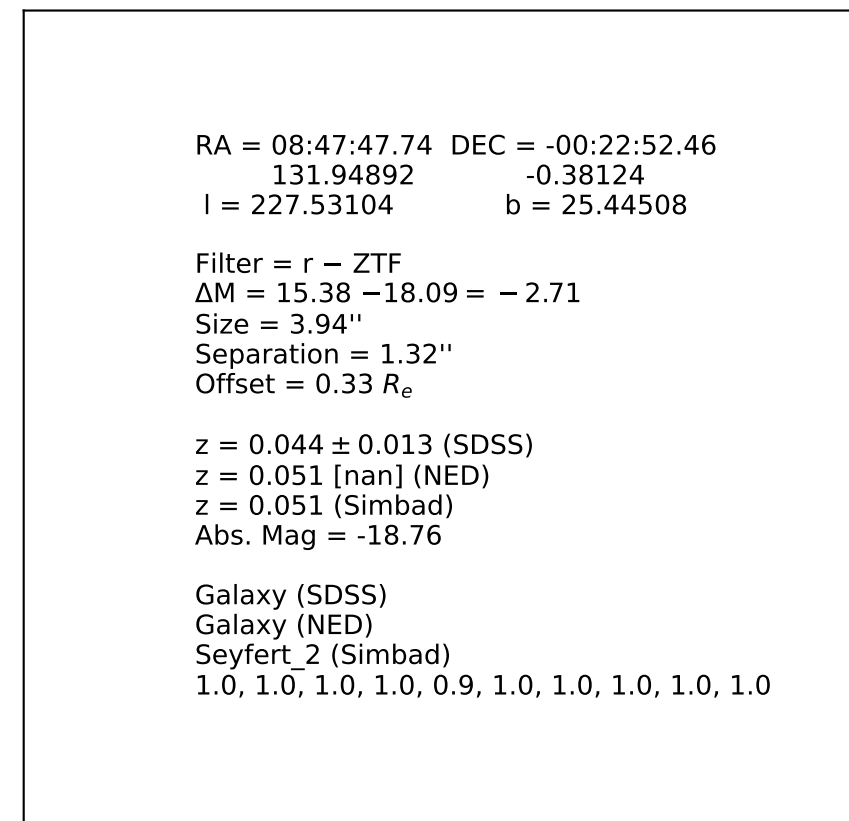 RA = 08:47:47.74  DEC = -00:22:52.46
131.94892  -0.38124
l = 227.53104  b = 25.44508
Filter = r − ZTF
ΔM = 15.38 −18.09 = −2.71
Size = 3.94''
Separation = 1.32''
Offset = 0.33 Re
z = 0.044 ± 0.013 (SDSS)
z = 0.051 [nan] (NED)
z = 0.051 (Simbad)
Abs. Mag = -18.76
Galaxy (SDSS)
Galaxy (NED)
Seyfert_2 (Simbad)
1.0, 1.0, 1.0, 1.0, 0.9, 1.0, 1.0, 1.0, 1.0, 1.0